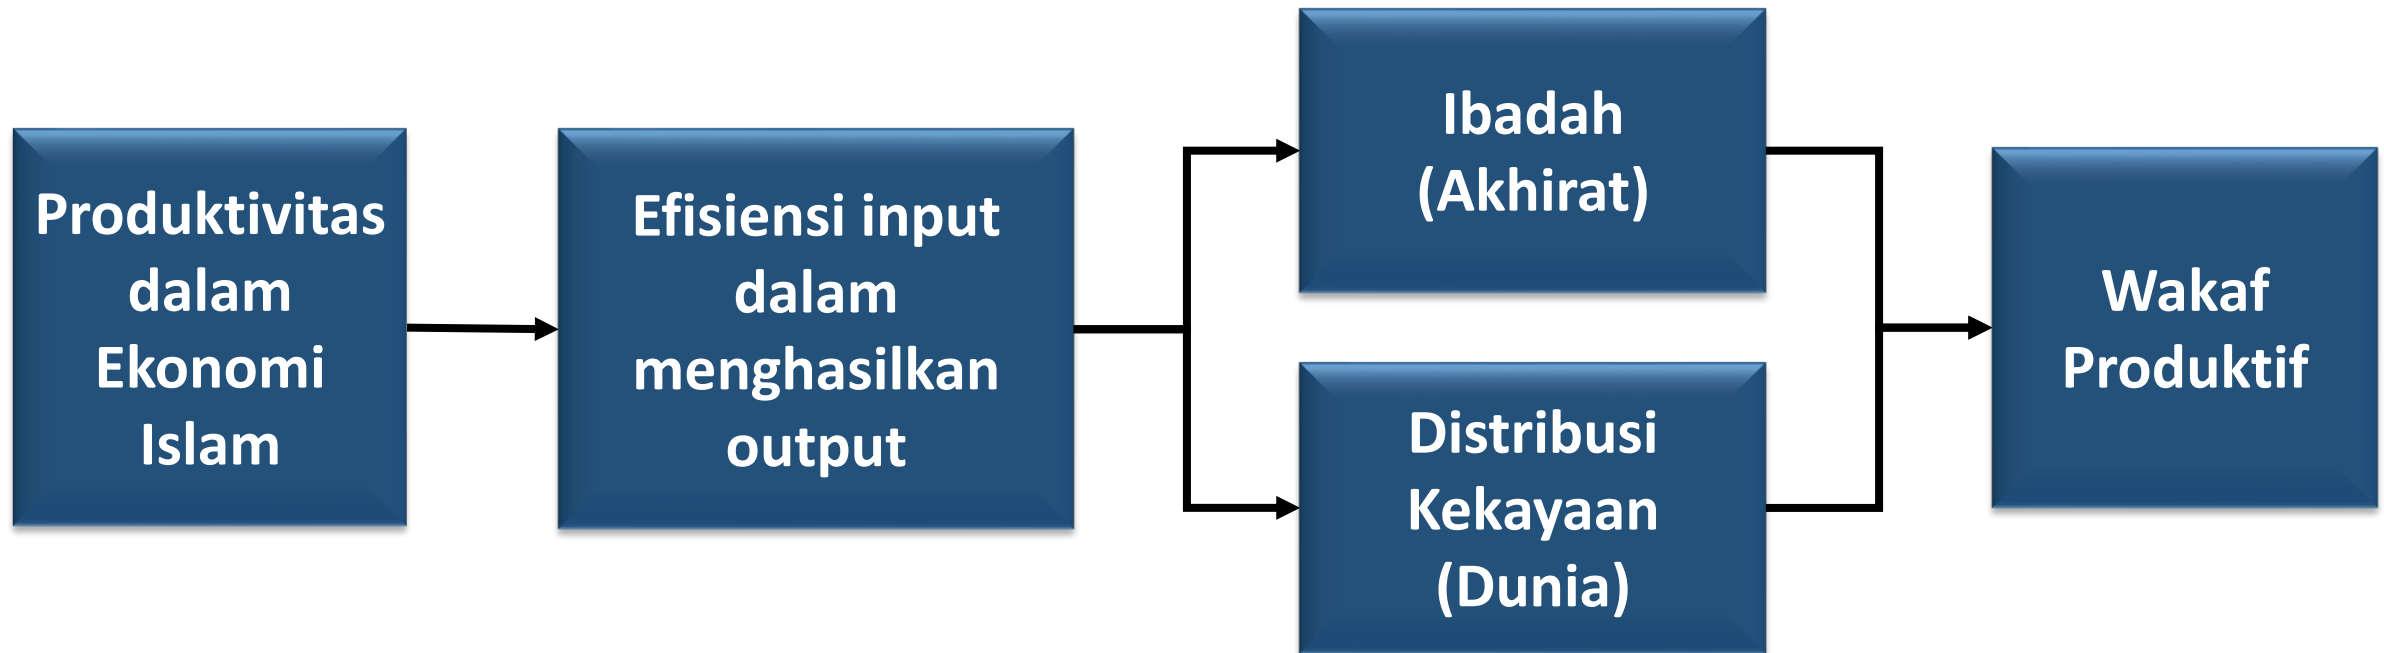 Produktivitas
dalam
Ekonomi
Islam
Efisiensi input
dalam
menghasilkan
output
Ibadah
(Akhirat)
Distribusi
Kekayaan
(Dunia)
Wakaf
Produktif